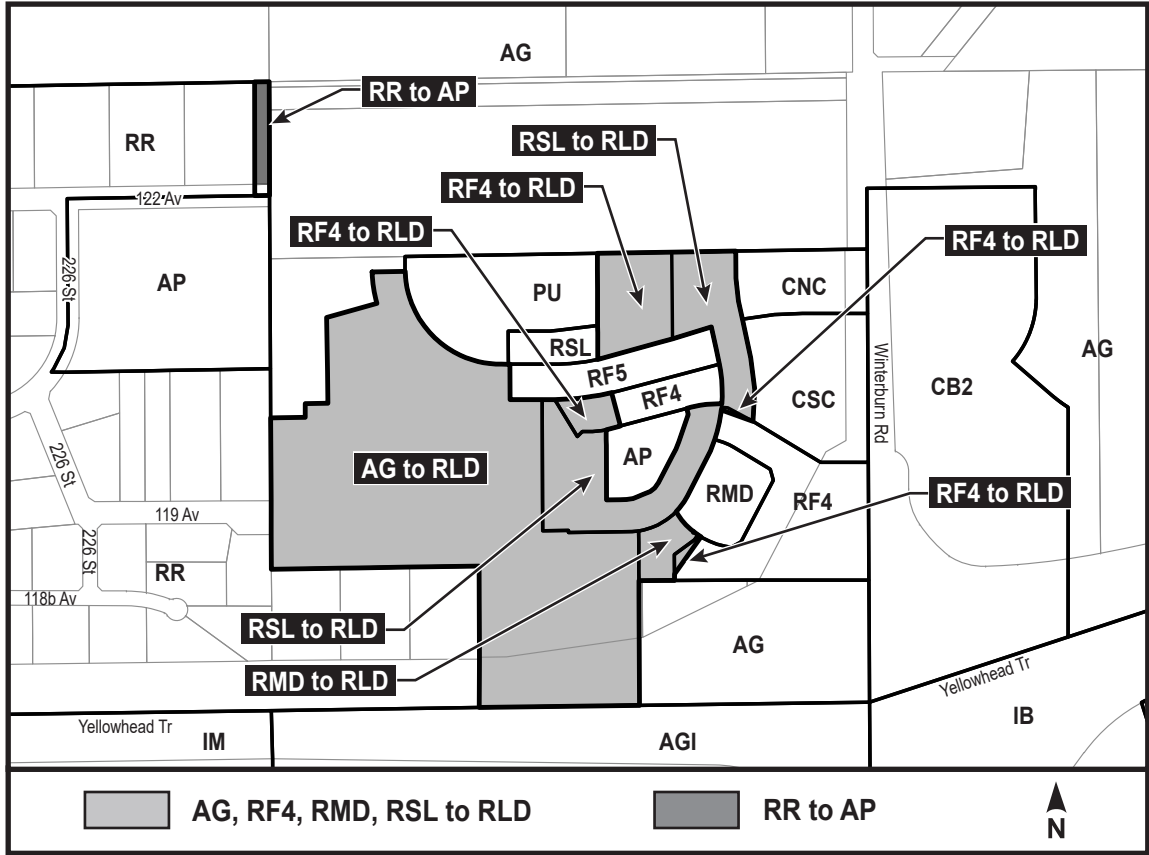 AG
RR to AP
RR
RSL to RLD
RF4 to RLD
122 Av
RF4 to RLD
RF4 to RLD
226 St
AP
PU
CNC
RSL
Winterburn Rd
AG
RF5
CB2
RF4
CSC
226 St
AP
AG to RLD
RMD
RF4
RF4 to RLD
119 Av
226 St
RR
118b Av
RSL to RLD
AG
RMD to RLD
Yellowhead Tr
Yellowhead Tr
IM
AGI
IB
AG, RF4, RMD, RSL to RLD
RR to AP
N